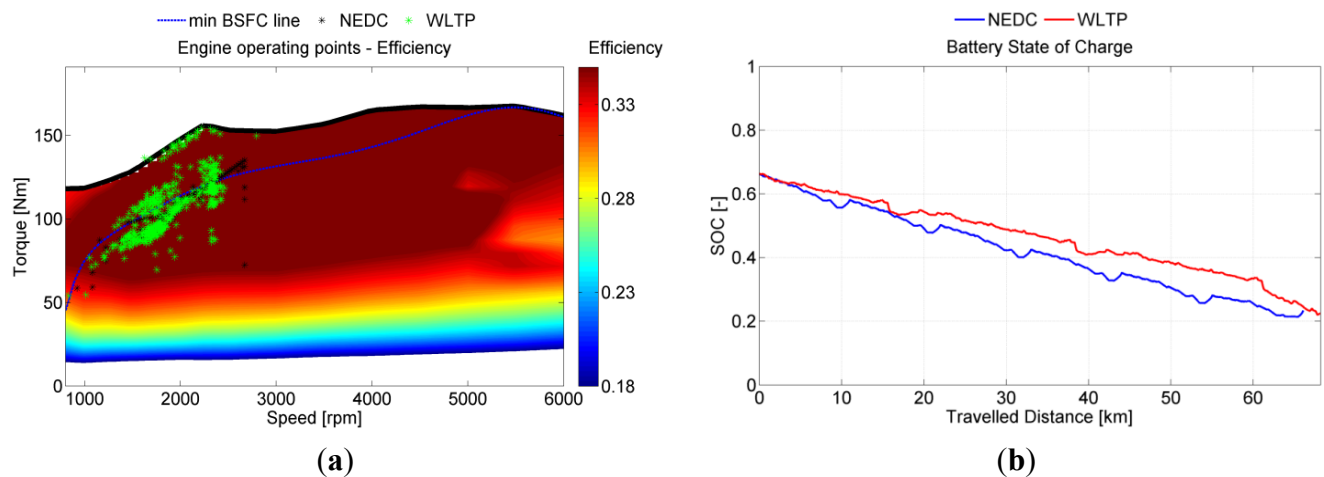 min BSFC line NEDC WLTP
Engine operating points - Efficiency
Efficiency
Torque [Nm]
150
100
50
0
1000 2000 3000 4000 5000 6000
Speed [rpm]
0.33
0.28
0.23
0.18
(a)
NEDC WLTP
Battery State of Charge
SOC [-]
1
0.8
0.6
0.4
0.2
0
0 10 20 30 40 50 60
Travelled Distance [km]
(b)